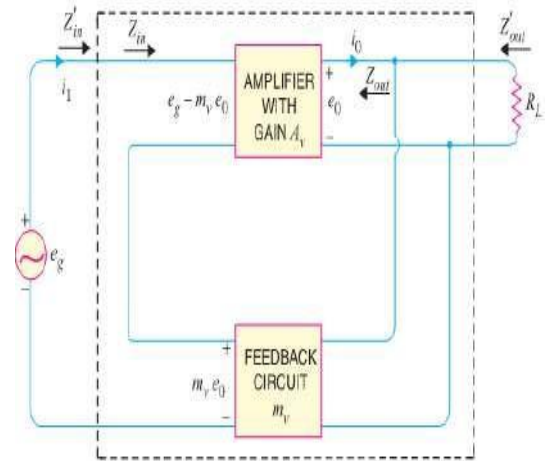 Z'in
Zin
i0
Z'out
i1
AMPLIFIER
WITH
GAIN Av
eg – mv e0
+
e0
–
Zout
RL
+
eg
–
+
mv e0
–
FEEDBACK
CIRCUIT
mv